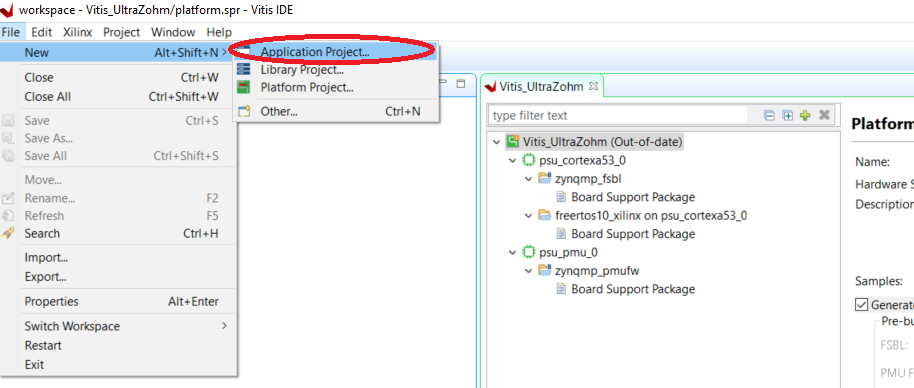 workspace - Vitis_UltraZohm/platform.spr - Vitis IDE
File Edit Xilinx Project Window Help
New Alt+Shift+N >
Close Ctrl+W
Close All Ctrl+Shift+W
Save Ctrl+S
Save As...
Save All Ctrl+Shift+S
Move...
Rename... F2
Refresh F5
Search Ctrl+H
Import...
Export...
Properties Alt+Enter
Switch Workspace >
Restart
Exit
Application Project...
Library Project...
Platform Project...
Other... Ctrl+N
Vitis_UltraZohm
type filter text
Vitis_UltraZohm (Out-of-date)
psu_cortexa53_0
zynqmp_fsbl
Board Support Package
freertos10_xilinx on psu_cortexa53_0
Board Support Package
psu_pmu_0
zynqmp_pmufw
Board Support Package
Platform
Name:
Hardware S
Description
Samples:
Generate
Pre-bu
FSBL:
PMU F